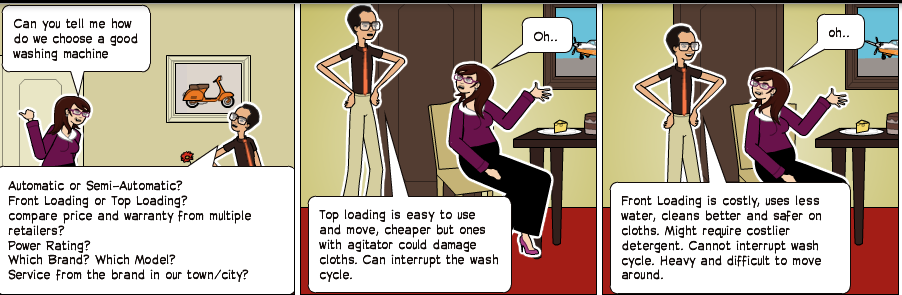 Can you tell me how
do we choose a good
washing machine
Automatic or Semi-Automatic?
Front Loading or Top Loading?
compare price and warranty from multiple
retailers?
Power Rating?
Which Brand? Which Model?
Service from the brand in our town/city?
Oh..
Top loading is easy to use
and move, cheaper but ones
with agitator could damage
cloths. Can interrupt the wash
cycle.
oh..
Front Loading is costly, uses less
water, cleans better and safer on
cloths. Might require costlier
detergent. Cannot interrupt wash
cycle. Heavy and difficult to move
around.